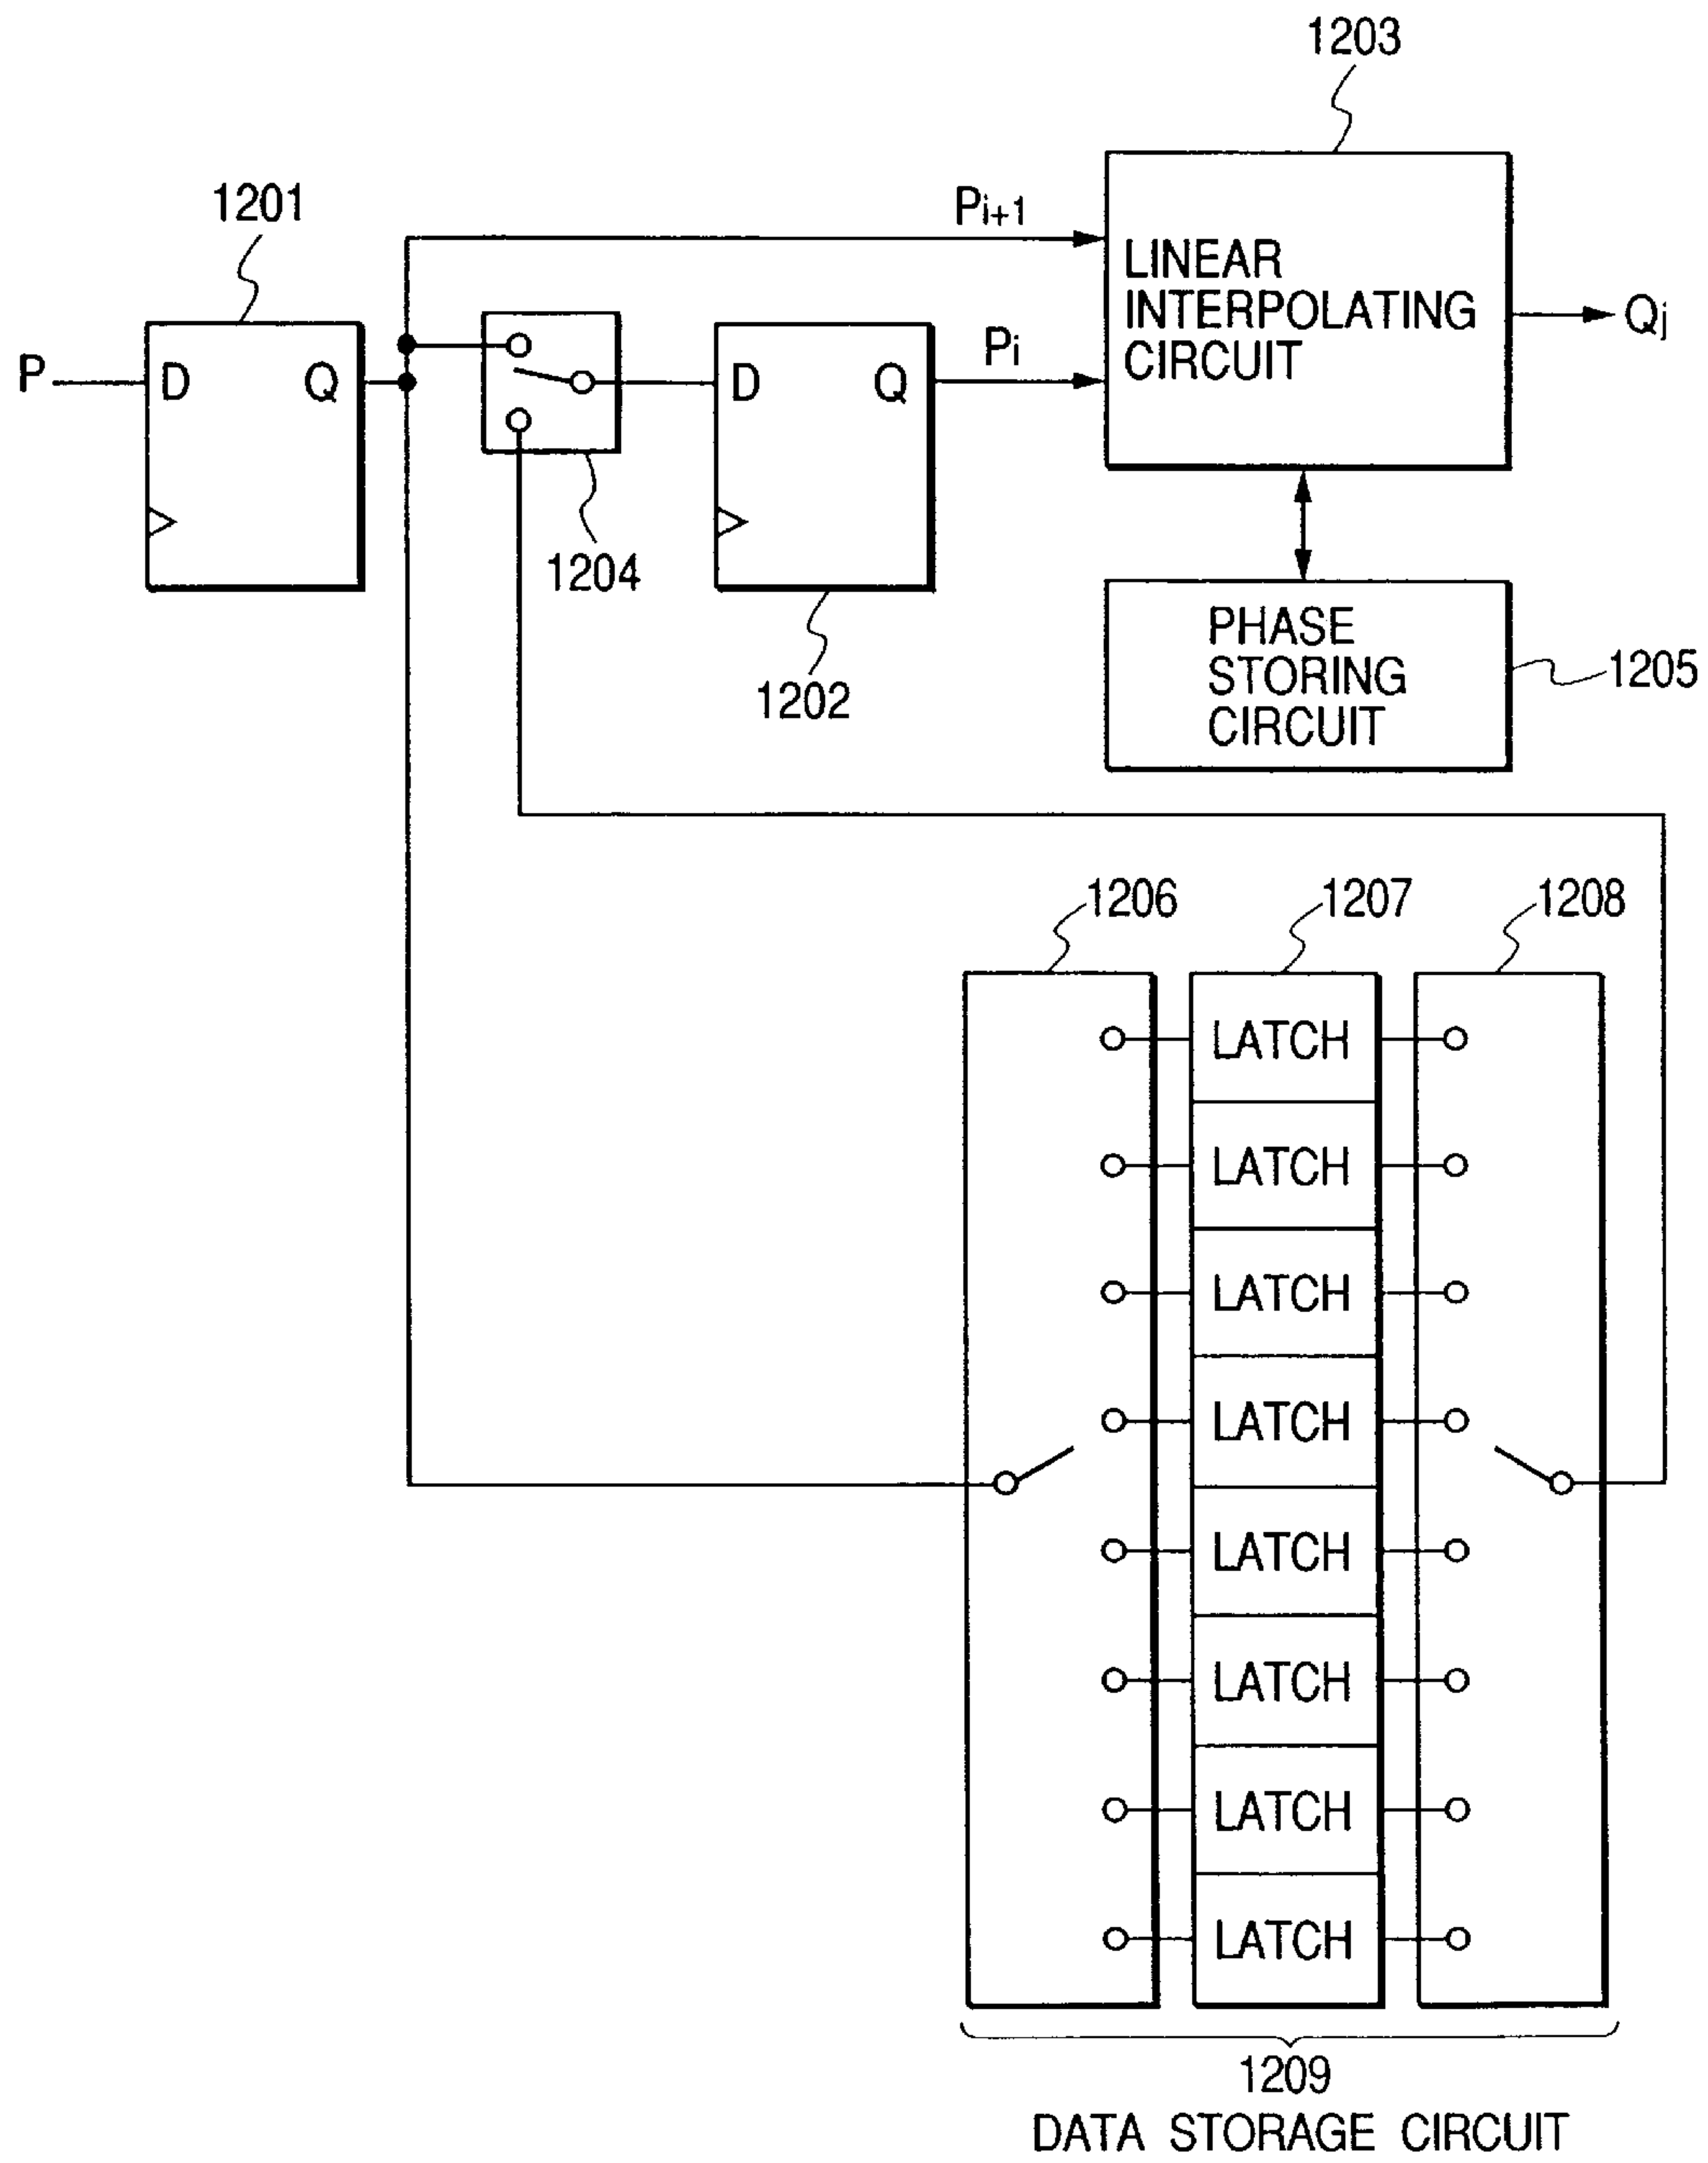 1203
1201
Pi+1
LINEAR
INTERPOLATING
CIRCUIT
Qj
P
D Q
Pi
D Q
1204
1202
PHASE
STORING
CIRCUIT
1205
1206 1207 1208
LATCH
LATCH
LATCH
LATCH
LATCH
LATCH
LATCH
LATCH
1209
DATA STORAGE CIRCUIT